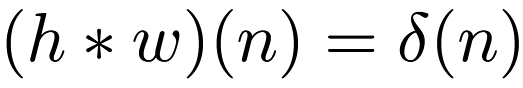 (h * w)(n) = δ(n)